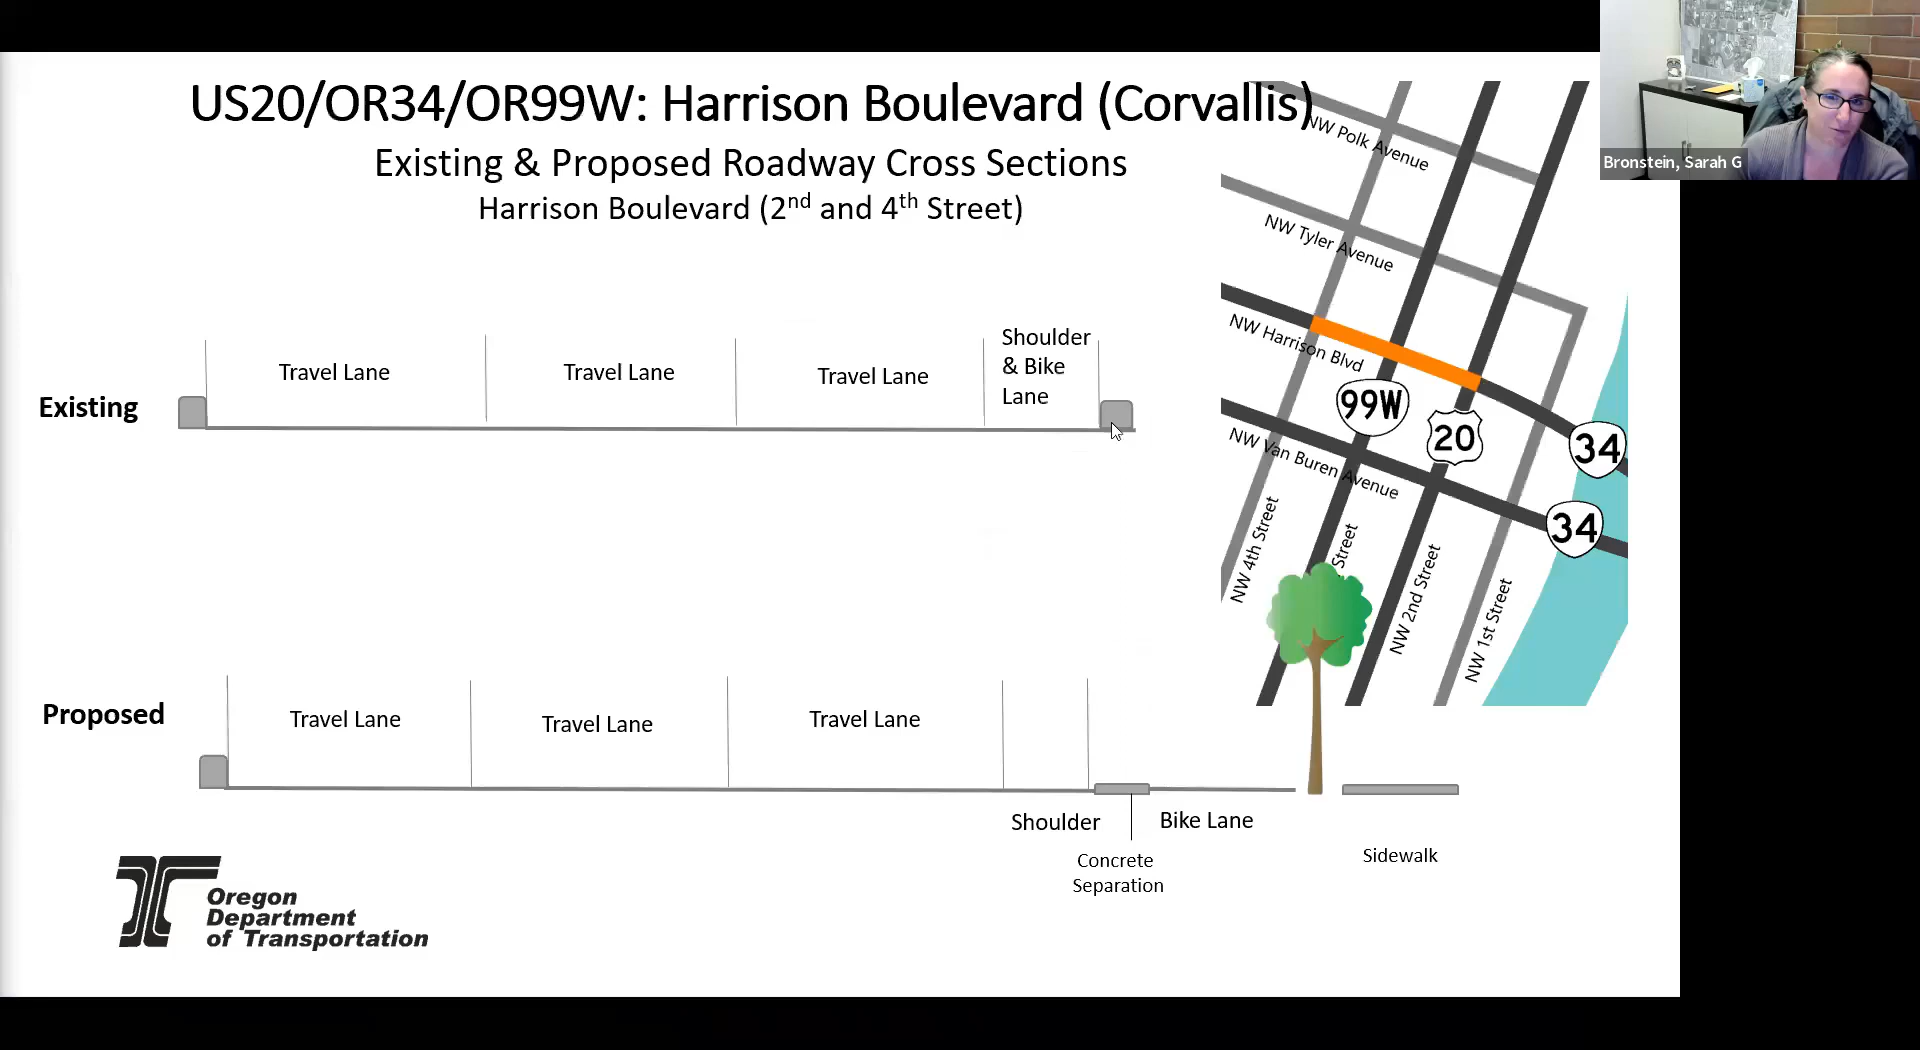 US20/OR34/OR99W: Harrison Boulevard (Corvallis)
Existing & Proposed Roadway Cross Sections
Harrison Boulevard (2nd and 4th Street)
Bronstein, Sarah G
NW Polk Avenue
NW Tyler Avenue
NW Harrison Blvd
99W
20
34
NW Van Buren Avenue
34
NW 4th Street
Street
NW 2nd Street
NW 1st Street
Existing
Travel Lane
Travel Lane
Travel Lane
Shoulder
& Bike
Lane
Proposed
Travel Lane
Travel Lane
Travel Lane
Shoulder
Concrete
Separation
Bike Lane
Sidewalk
Oregon
Department
of Transportation